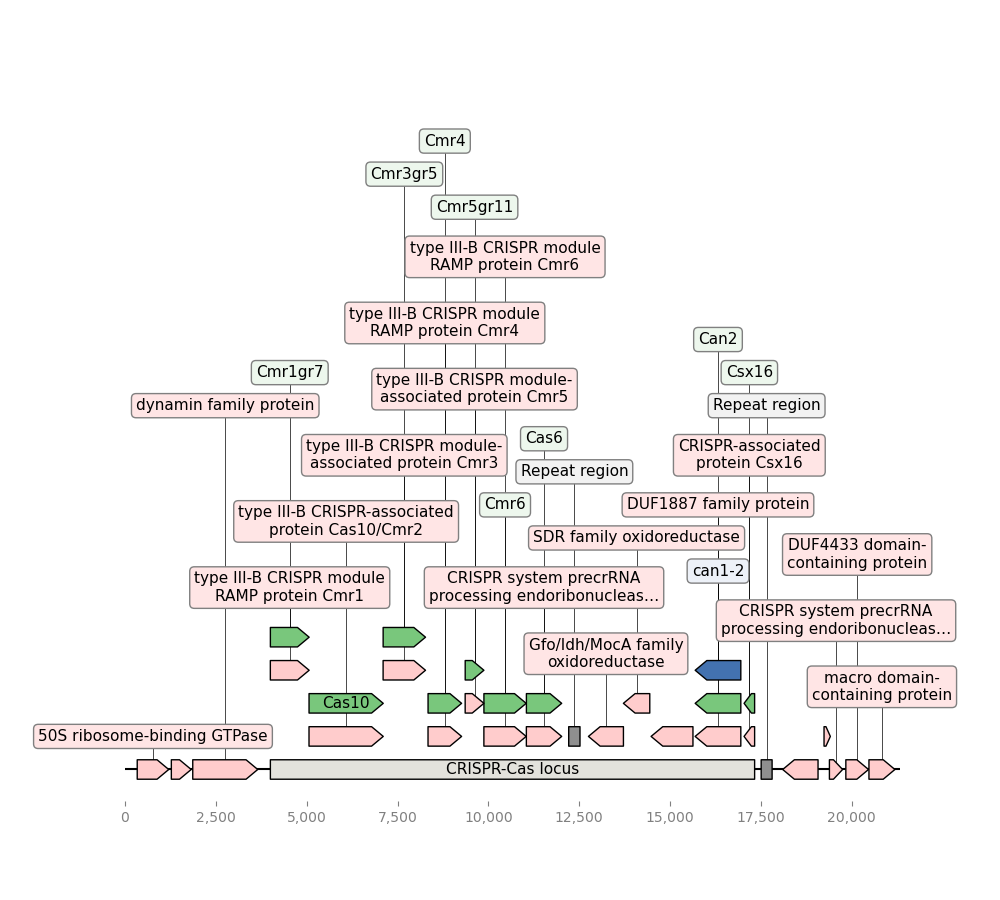 Cmr4
Cmr3gr5
Cmr5gr11
type III-B CRISPR module
RAMP protein Cmr6
type III-B CRISPR module
RAMP protein Cmr4
Can2
Cmr1gr7
Csx16
type III-B CRISPR module-
associated protein Cmr5
dynamin family protein
Repeat region
Cas6
type III-B CRISPR module-
associated protein Cmr3
CRISPR-associated
protein Csx16
Repeat region
Cmr6
DUF1887 family protein
type III-B CRISPR-associated
protein Cas10/Cmr2
SDR family oxidoreductase
DUF4433 domain-
containing protein
can1-2
type III-B CRISPR module
RAMP protein Cmr1
CRISPR system precrRNA
processing endoribonucleas...
CRISPR system precrRNA
processing endoribonucleas...
Gfo/Idh/MocA family
oxidoreductase
macro domain-
containing protein
Cas10
50S ribosome-binding GTPase
CRISPR-Cas locus
0 2,500 5,000 7,500 10,000 12,500 15,000 17,500 20,000